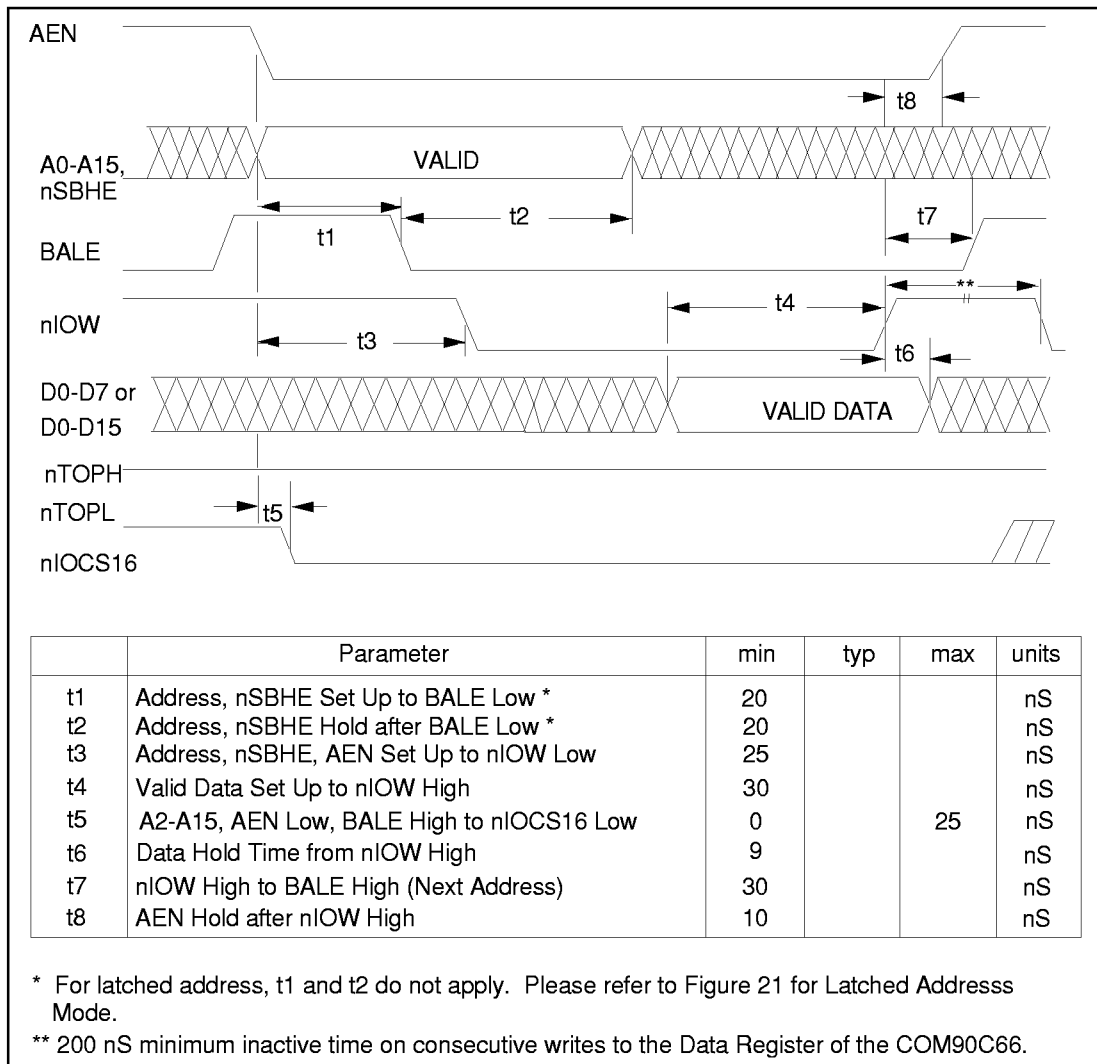 AEN
t8
A0-A15,
nSBHE
VALID
t1
t2
t7
BALE
**
nIOW
t3
t4
t6
D0-D7 or
D0-D15
VALID DATA
nTOPH
nTOPL
t5
nIOCS16
Parameter min typ max units
t1 Address, nSBHE Set Up to BALE Low * 20 nS
t2 Address, nSBHE Hold after BALE Low * 20 nS
t3 Address, nSBHE, AEN Set Up to nIOW Low 25 nS
t4 Valid Data Set Up to nIOW High 30 nS
t5 A2-A15, AEN Low, BALE High to nIOCS16 Low 0 25 nS
t6 Data Hold Time from nIOW High 9 nS
t7 nIOW High to BALE High (Next Address) 30 nS
t8 AEN Hold after nIOW High 10 nS
* For latched address, t1 and t2 do not apply. Please refer to Figure 21 for Latched Addresss
Mode.
** 200 nS minimum inactive time on consecutive writes to the Data Register of the COM90C66.